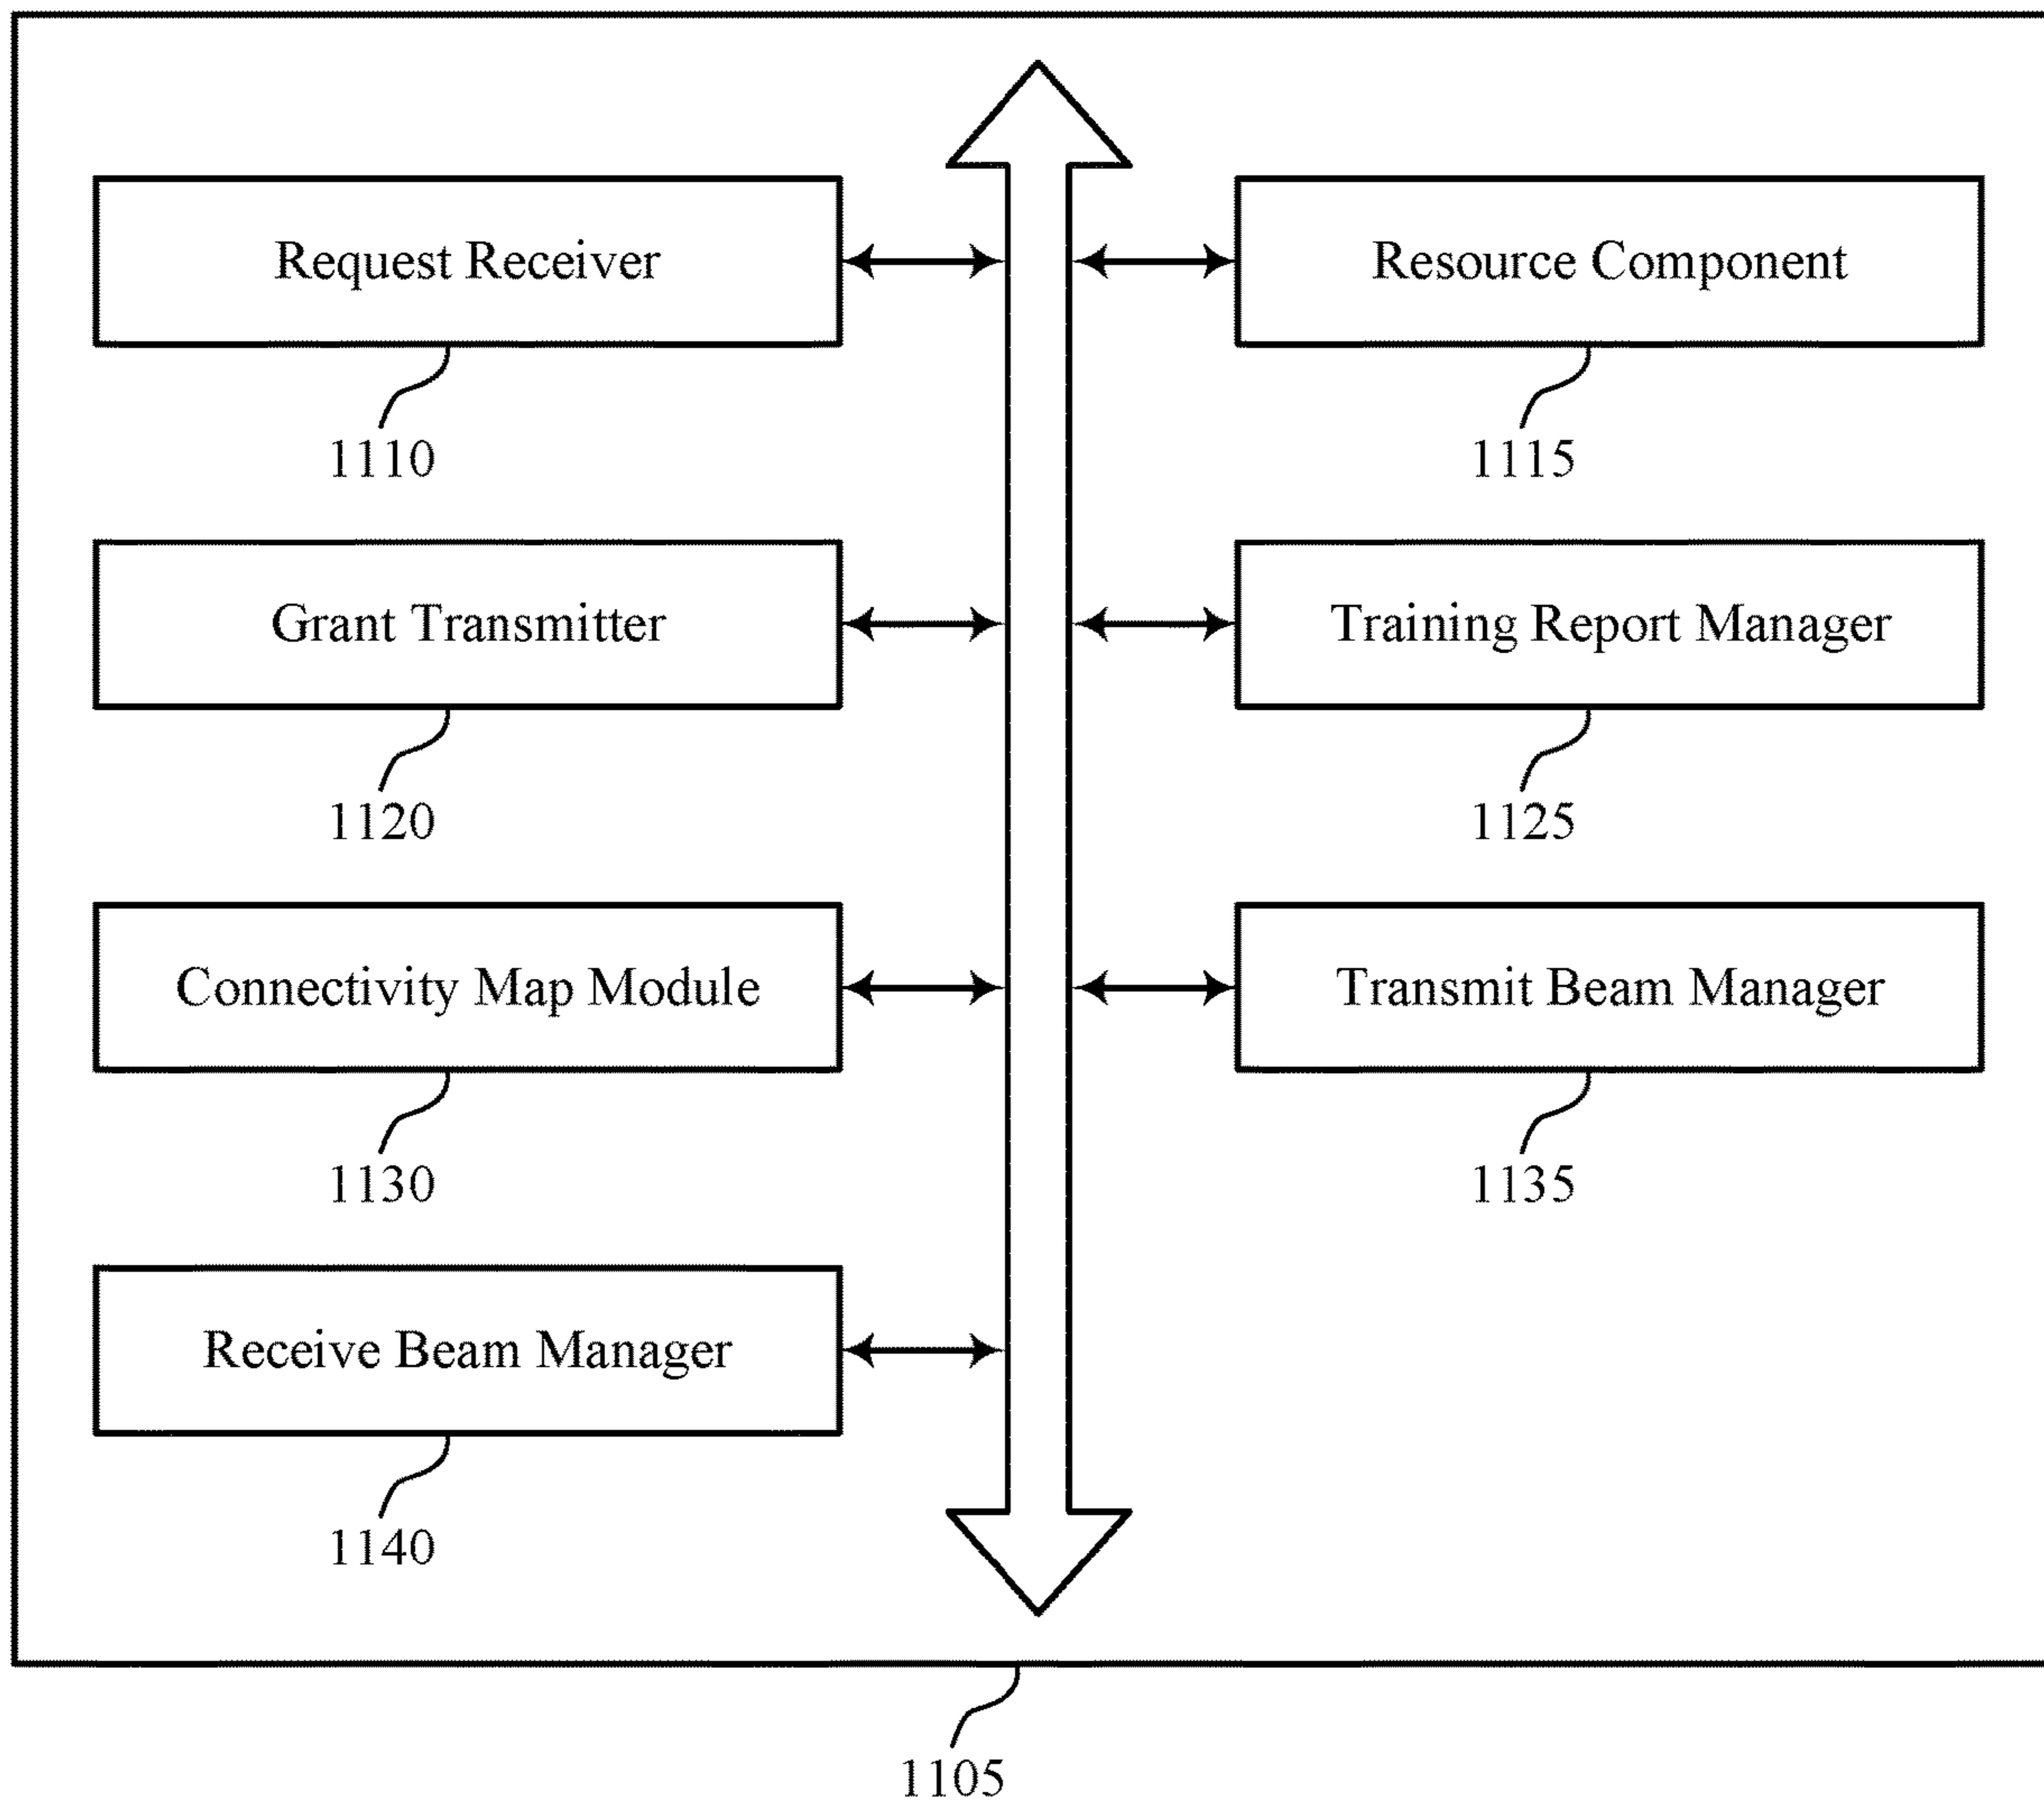 Request Receiver
Resource Component
1110
1115
Grant Transmitter
Training Report Manager
1120
1125
Connectivity Map Module
Transmit Beam Manager
1130
1135
Receive Beam Manager
1140
1105